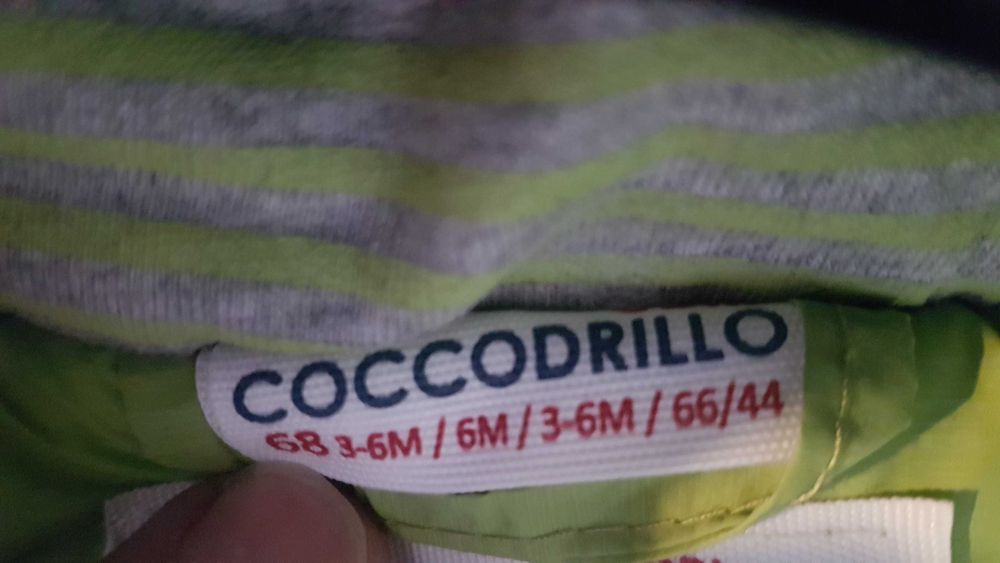 COCCODRILLO
68 3-6M / 6M / 3-6M / 66/44